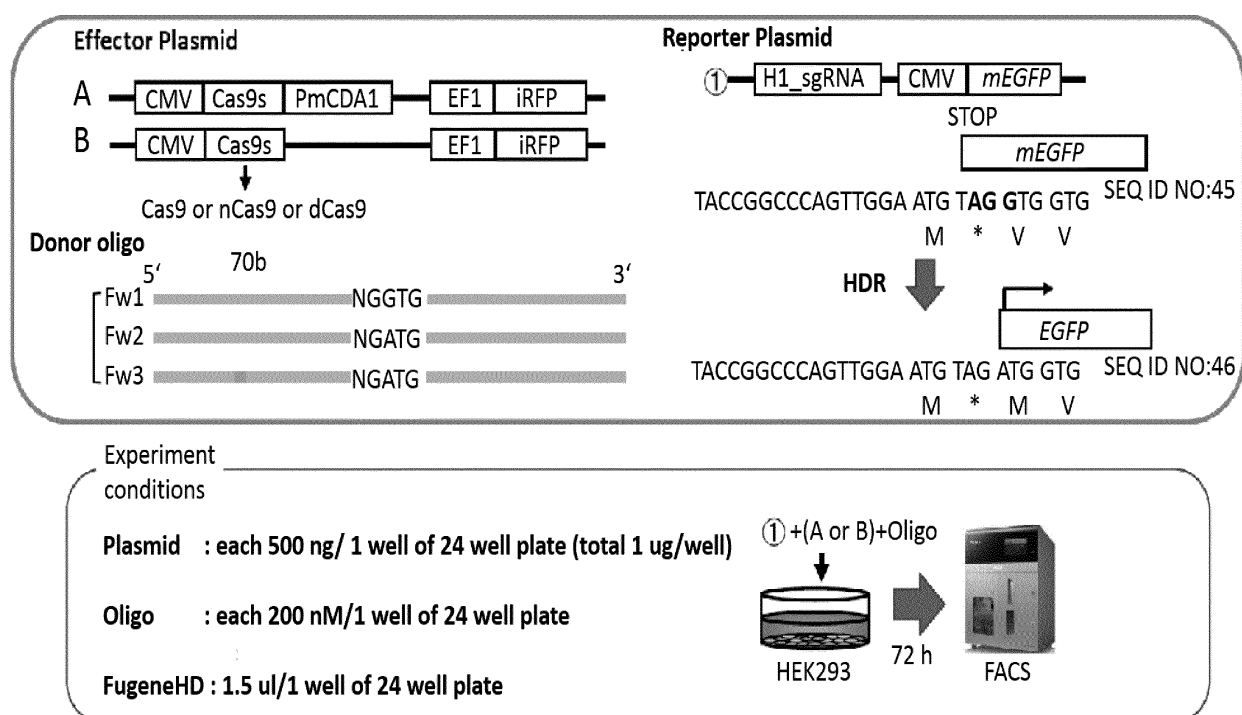 Effector Plasmid
A
CMV Cas9s PmCDA1 EF1 iRFP
B
CMV Cas9s EF1 iRFP
Cas9 or nCas9 or dCas9
Donor oligo
70b
5‘ 3‘
Fw1 NGGTG
Fw2 NGATG
Fw3 NGATG
Reporter Plasmid
① H1_sgRNA CMV mEGFP
STOP
mEGFP
TACCGGCCCAGTTGGA ATG TAG GTG GTG SEQ ID NO:45
M * V V
HDR
EGFP
TACCGGCCCAGTTGGA ATG TAG ATG GTG SEQ ID NO:46
M * M V
Experiment
conditions
Plasmid : each 500 ng/ 1 well of 24 well plate (total 1 ug/well)
Oligo : each 200 nM/1 well of 24 well plate
FugeneHD : 1.5 ul/1 well of 24 well plate
① +(A or B)+Oligo
72 h
HEK293
FACS